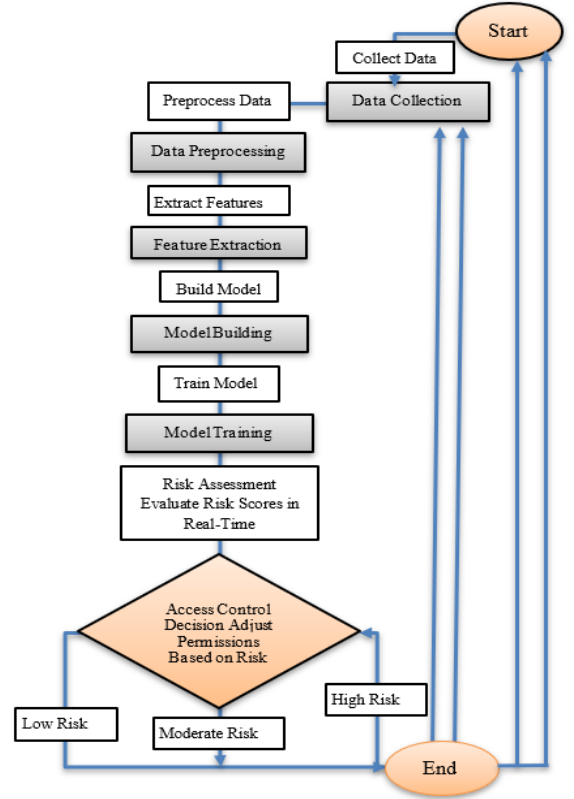 Start
Collect Data
Preprocess Data
Data Collection
Data Preprocessing
Extract Features
Feature Extraction
Build Model
Model Building
Train Model
Model Training
Risk Assessment
Evaluate Risk Scores in
Real-Time
Access Control
Decision Adjust
Permissions
Based on Risk
Low Risk
Moderate Risk
High Risk
End